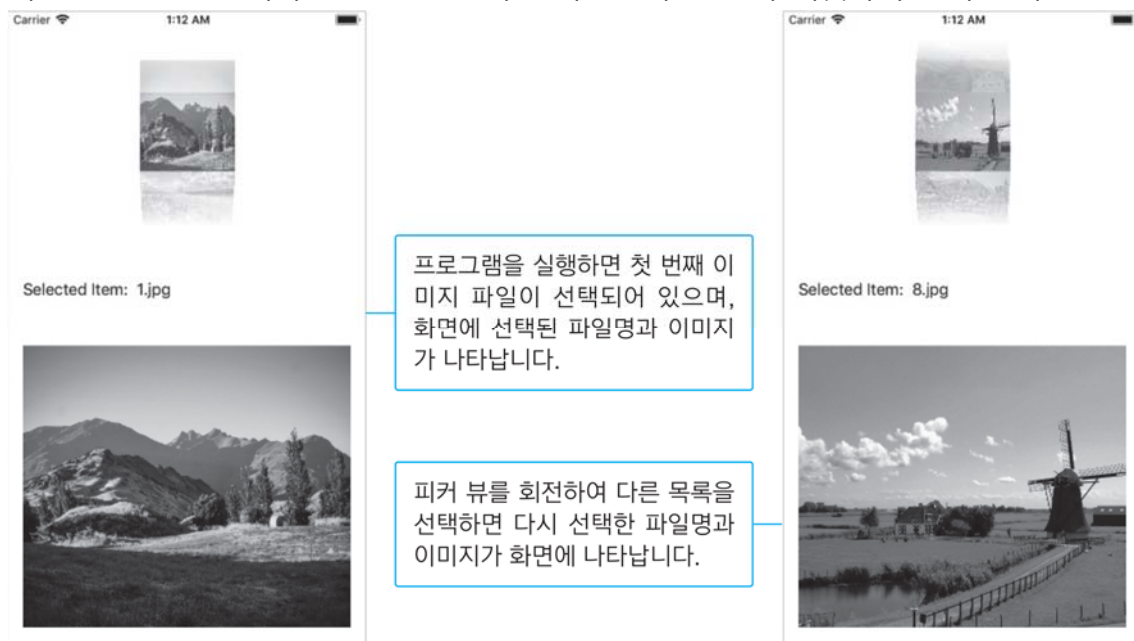 Carrier
1:12 AM
Selected Item: 1.jpg
프로그램을 실행하면 첫 번째 이
미지 파일이 선택되어 있으며,
화면에 선택된 파일명과 이미지
가 나타납니다.
피커 뷰를 회전하여 다른 목록을
선택하면 다시 선택한 파일명과
이미지가 화면에 나타납니다.
Carrier
1:12 AM
Selected Item: 8.jpg